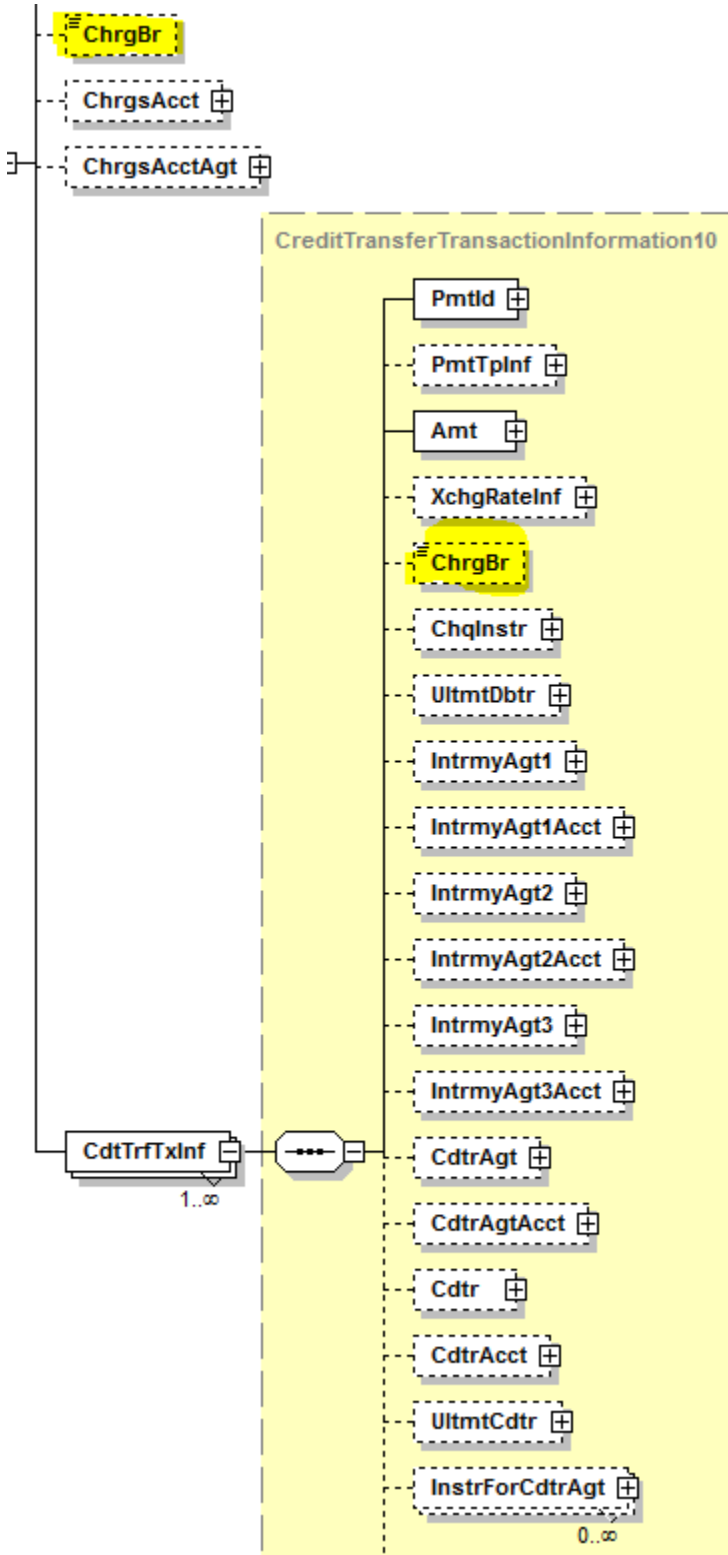 ChrgBr
ChrgsAcct
ChrgsAcctAgt
CreditTransferTransactionInformation10
PmtId
PmtTpInf
Amt
XchgRateInf
ChrgBr
ChqInstr
UltmtDbtr
IntrmyAgt1
IntrmyAgt1Acct
IntrmyAgt2
IntrmyAgt2Acct
IntrmyAgt3
IntrmyAgt3Acct
CdtTrfTxInf
1..∞
CdtrAgt
CdtrAgtAcct
Cdtr
CdtrAcct
UltmtCdtr
InstrForCdtrAgt
0..∞